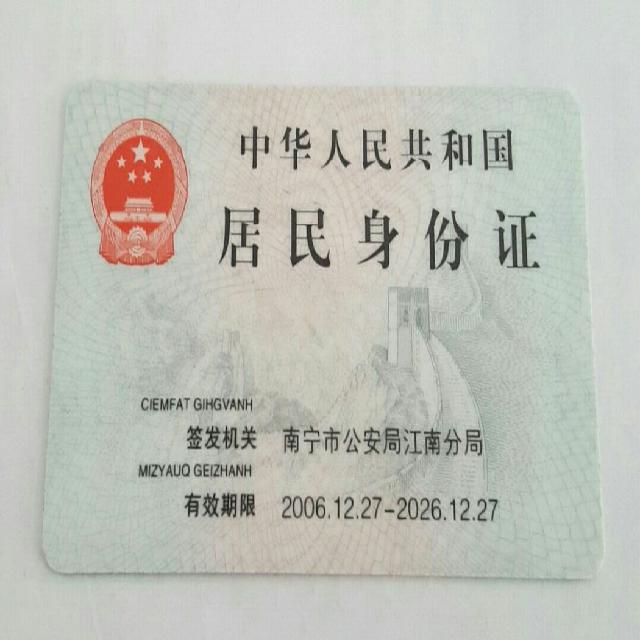 中华人民共和国
居民身份证
CIEMFAT GIHGVANH
签发机关 南宁市公安局江南分局
MIZYAUQ GEIZHANH
有效期限 2006.12.27-2026.12.27